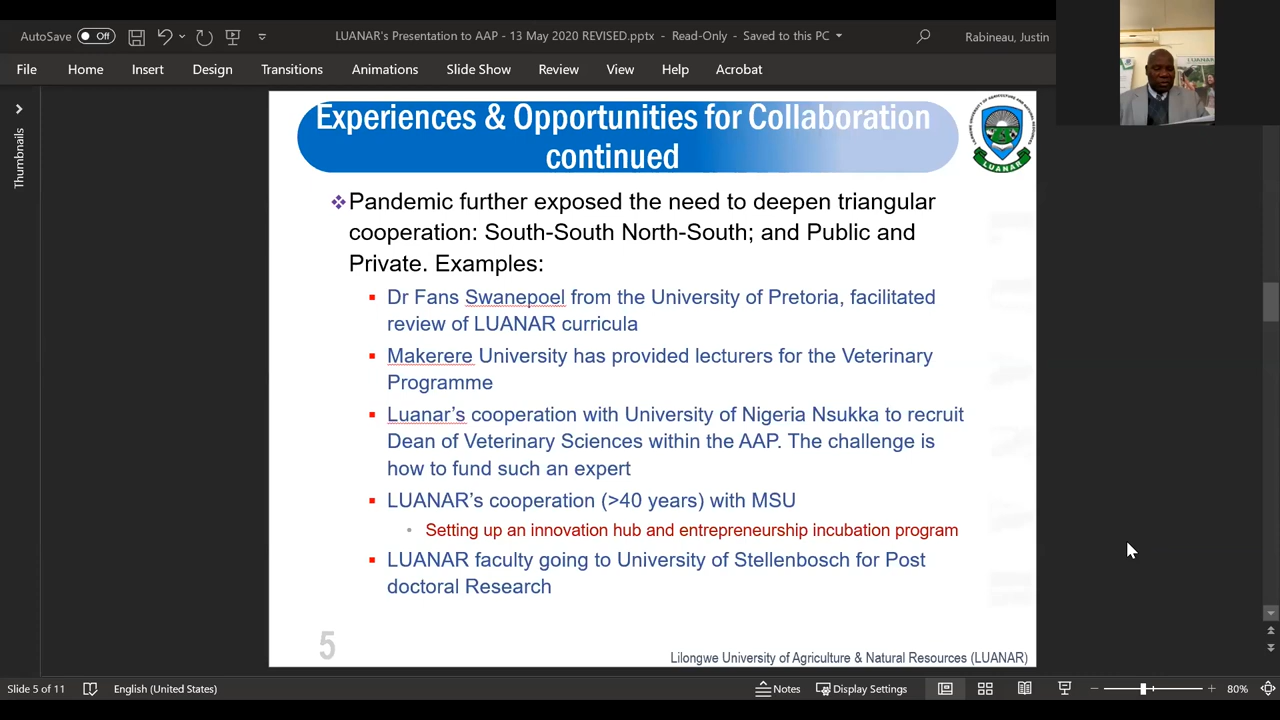 AutoSave Off LUANAR's Presentation to AAP - 13 May 2020 REVISED.pptx - Read-Only - Saved to this PC Rabineau, Justin
File Home Insert Design Transitions Animations Slide Show Review View Help Acrobat
Thumbnails
Experiences & Opportunities for Collaboration
continued
LUANAR
Pandemic further exposed the need to deepen triangular
cooperation: South-South North-South; and Public and
Private. Examples:
Dr Fans Swanepoel from the University of Pretoria, facilitated
review of LUANAR curricula
Makerere University has provided lecturers for the Veterinary
Programme
Luanar's cooperation with University of Nigeria Nsukka to recruit
Dean of Veterinary Sciences within the AAP. The challenge is
how to fund such an expert
LUANAR's cooperation (>40 years) with MSU
Setting up an innovation hub and entrepreneurship incubation program
LUANAR faculty going to University of Stellenbosch for Post
doctoral Research
5
Lilongwe University of Agriculture & Natural Resources (LUANAR)
Slide 5 of 11 English (United States) Notes Display Settings 80%